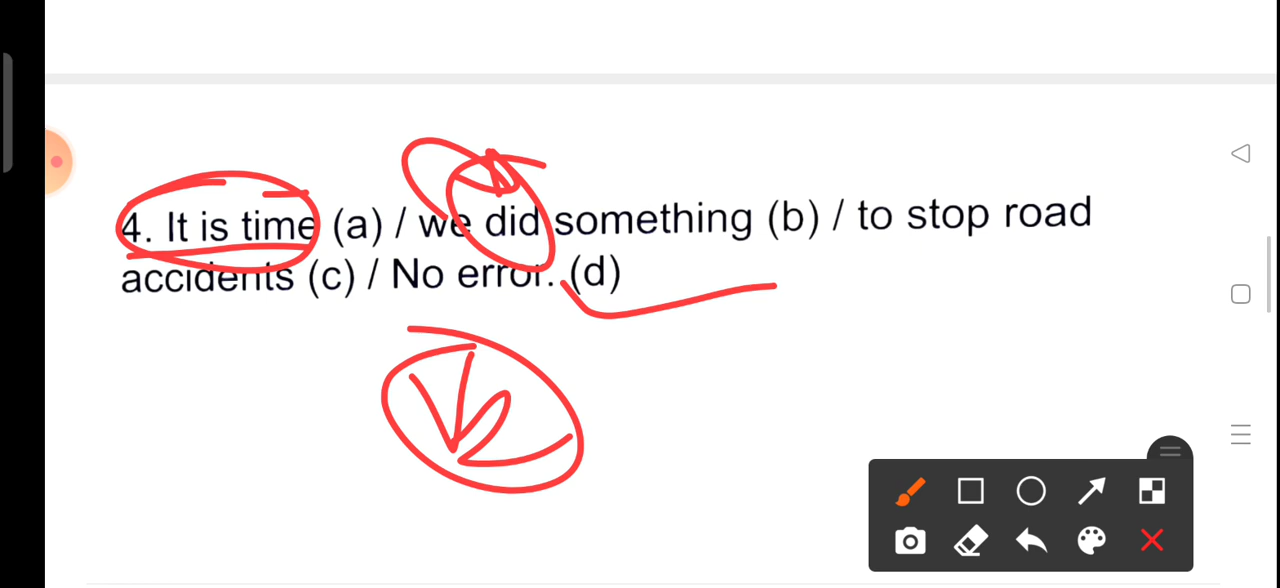 4. It is time (a) / we did something (b) / to stop road
accidents (c) / No error. (d)